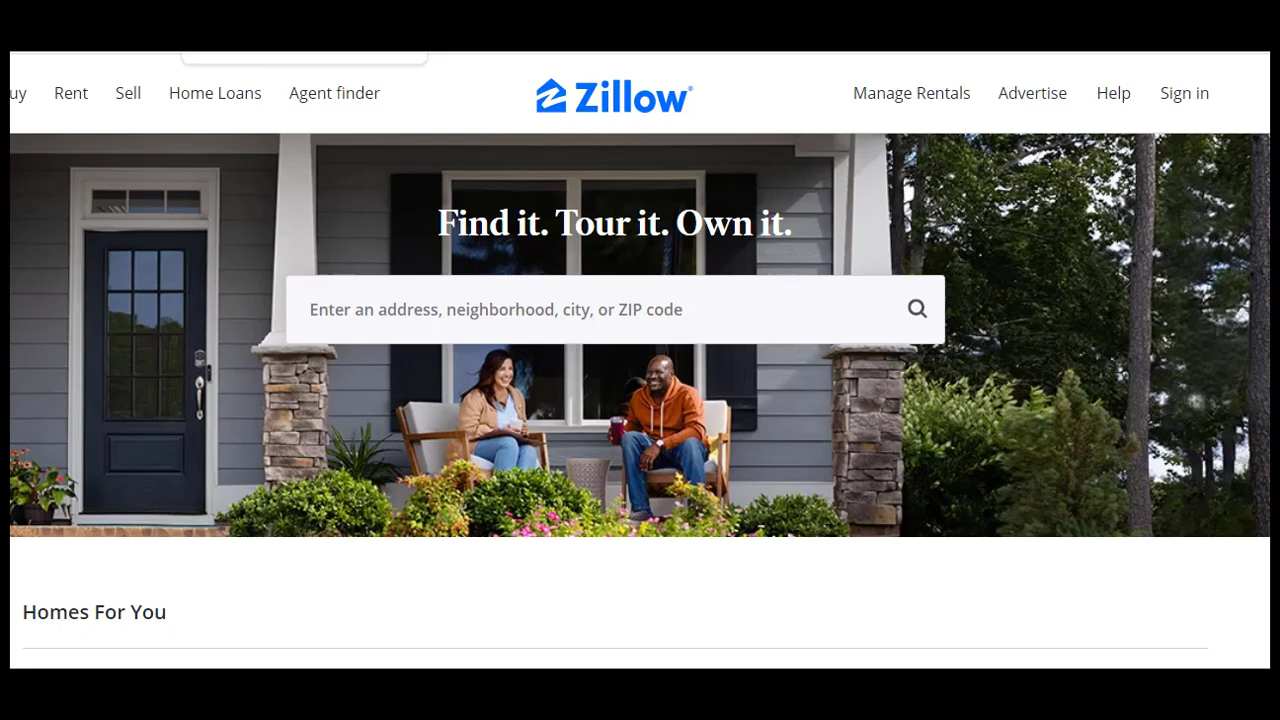 uy Rent Sell Home Loans Agent finder Zillow® Manage Rentals Advertise Help Sign in
Find it. Tour it. Own it.
Enter an address, neighborhood, city, or ZIP code
Homes For You